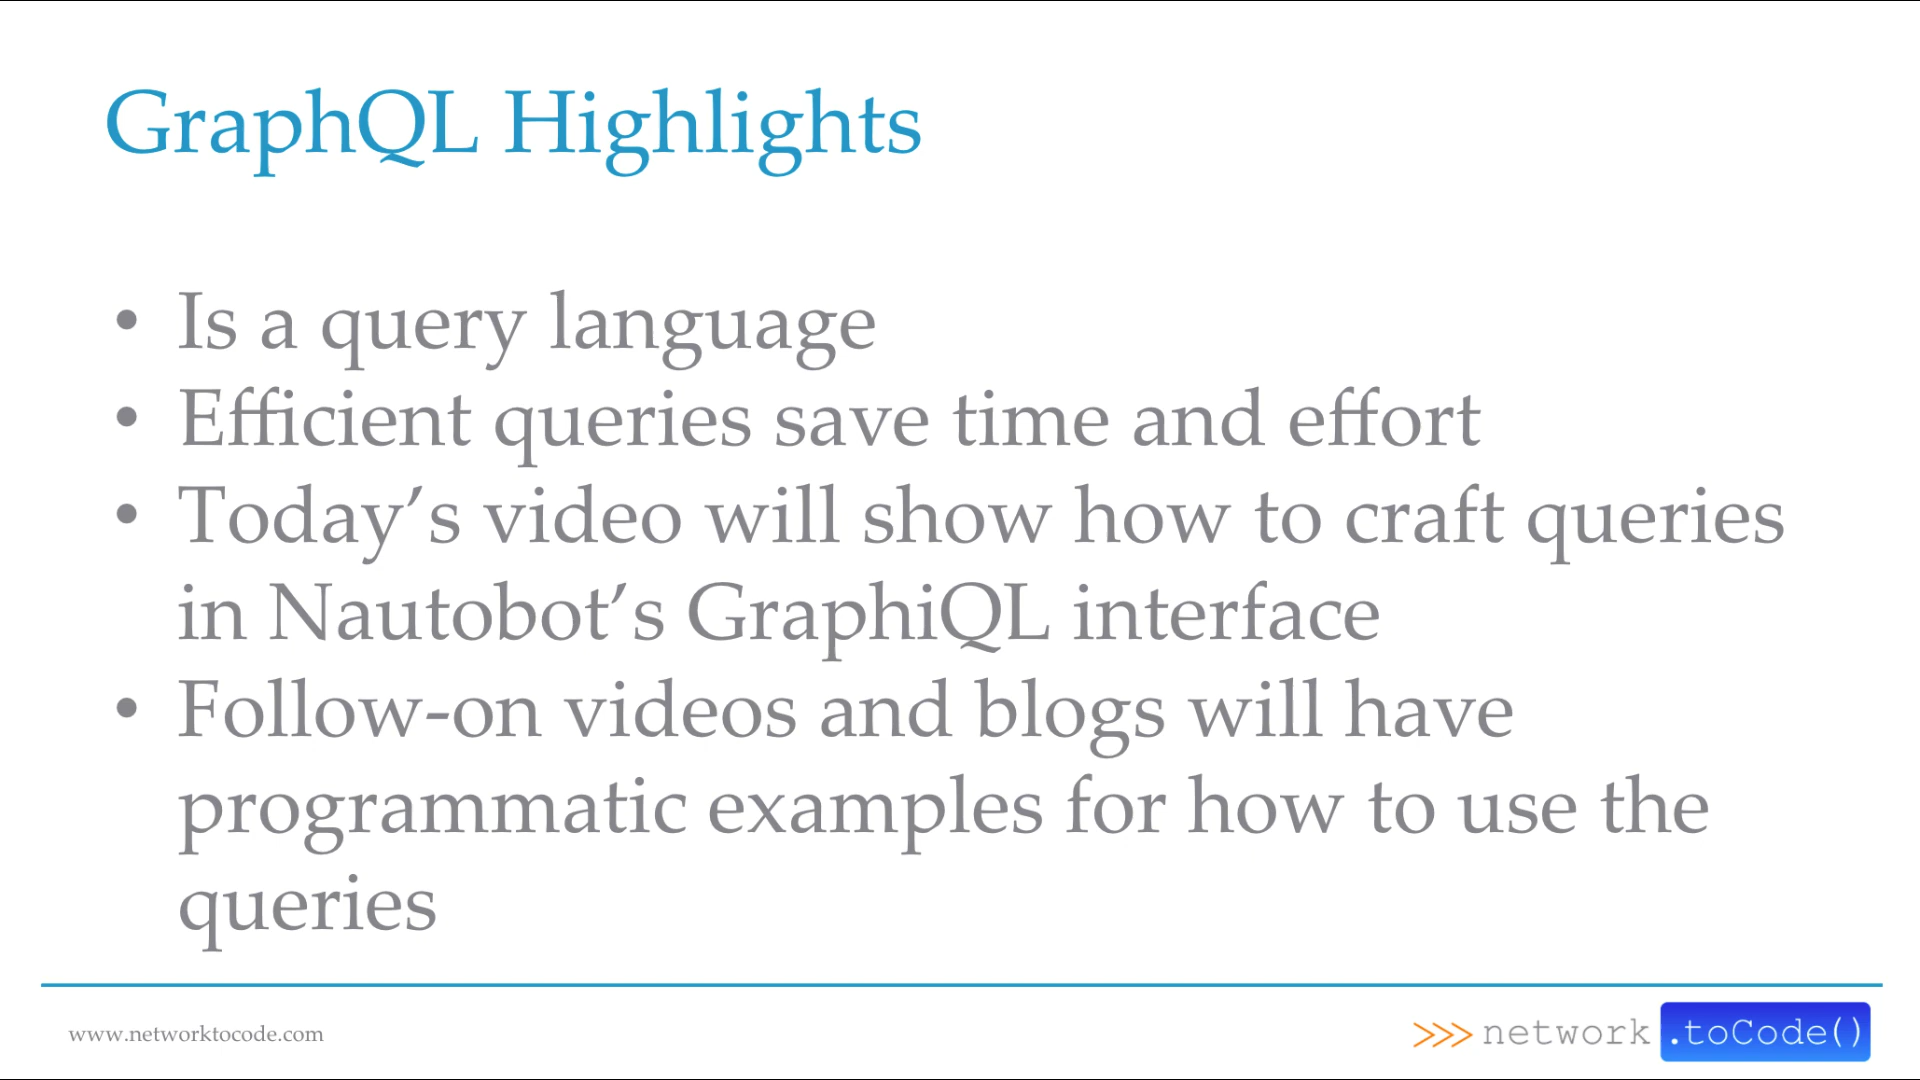 GraphQL Highlights
• Is a query language
• Efficient queries save time and effort
• Today’s video will show how to craft queries
in Nautobot’s GraphiQL interface
• Follow-on videos and blogs will have
programmatic examples for how to use the
queries
www.networktocode.com
>>> network .toCode()